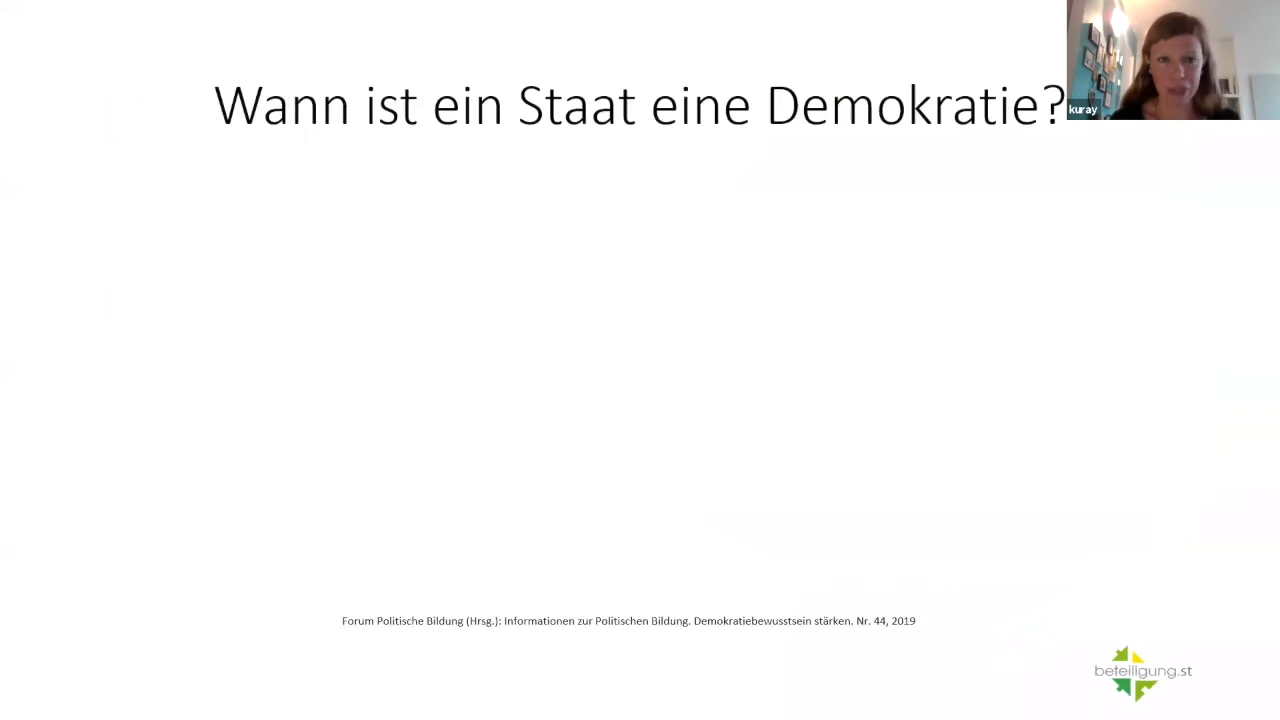 Wann ist ein Staat eine Demokratie?
kuray
Forum Politische Bildung (Hrsg.): Informationen zur Politischen Bildung. Demokratiebewusstsein stärken. Nr. 44, 2019
beteiligung.st